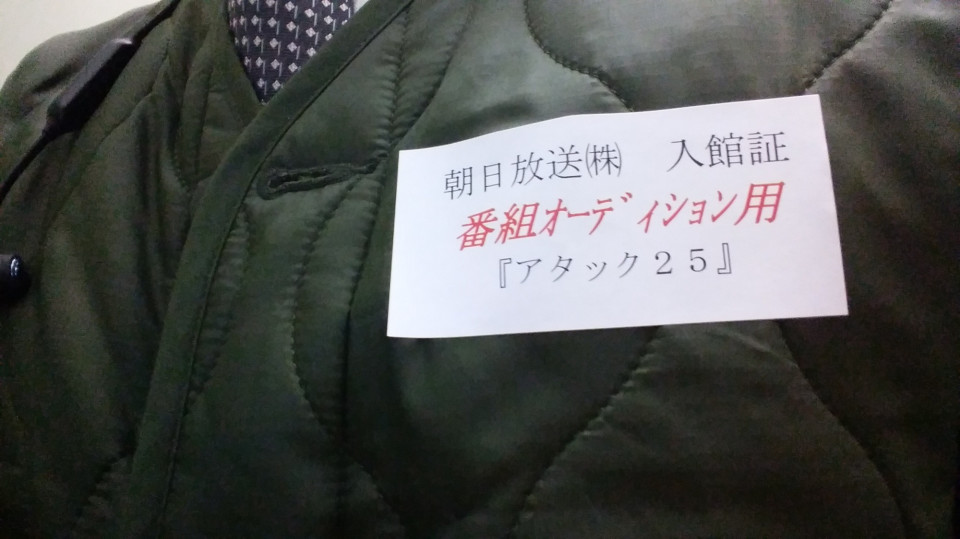 朝日放送㈱　入館証
番組ｵｰﾃﾞｨｼｮﾝ用
『アタック２５』